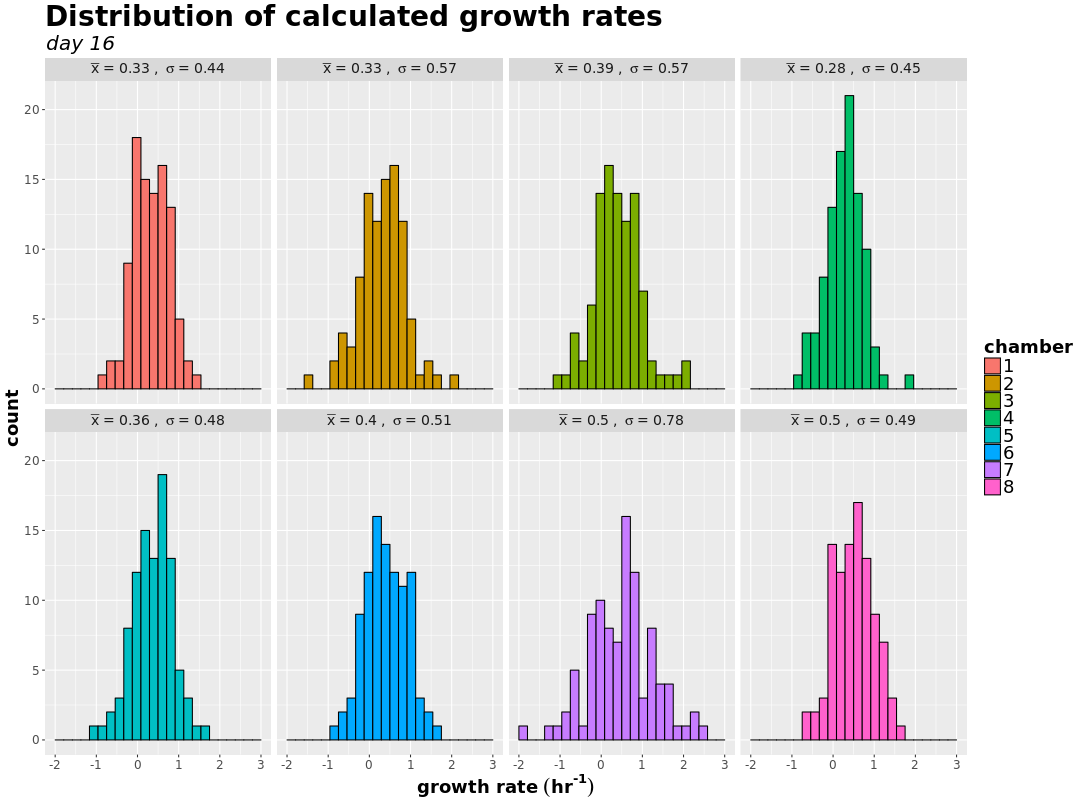 Distribution of calculated growth rates
day 16
x̅ = 0.33 , σ = 0.44
x̅ = 0.33 , σ = 0.57
x̅ = 0.39 , σ = 0.57
x̅ = 0.28 , σ = 0.45
20
15
10
5
0
x̅ = 0.36 , σ = 0.48
x̅ = 0.4 , σ = 0.51
x̅ = 0.5 , σ = 0.78
x̅ = 0.5 , σ = 0.49
20
15
10
5
0
-2 -1 0 1 2 3
-2 -1 0 1 2 3
-2 -1 0 1 2 3
-2 -1 0 1 2 3
growth rate (hr⁻¹)
count
chamber
1
2
3
4
5
6
7
8